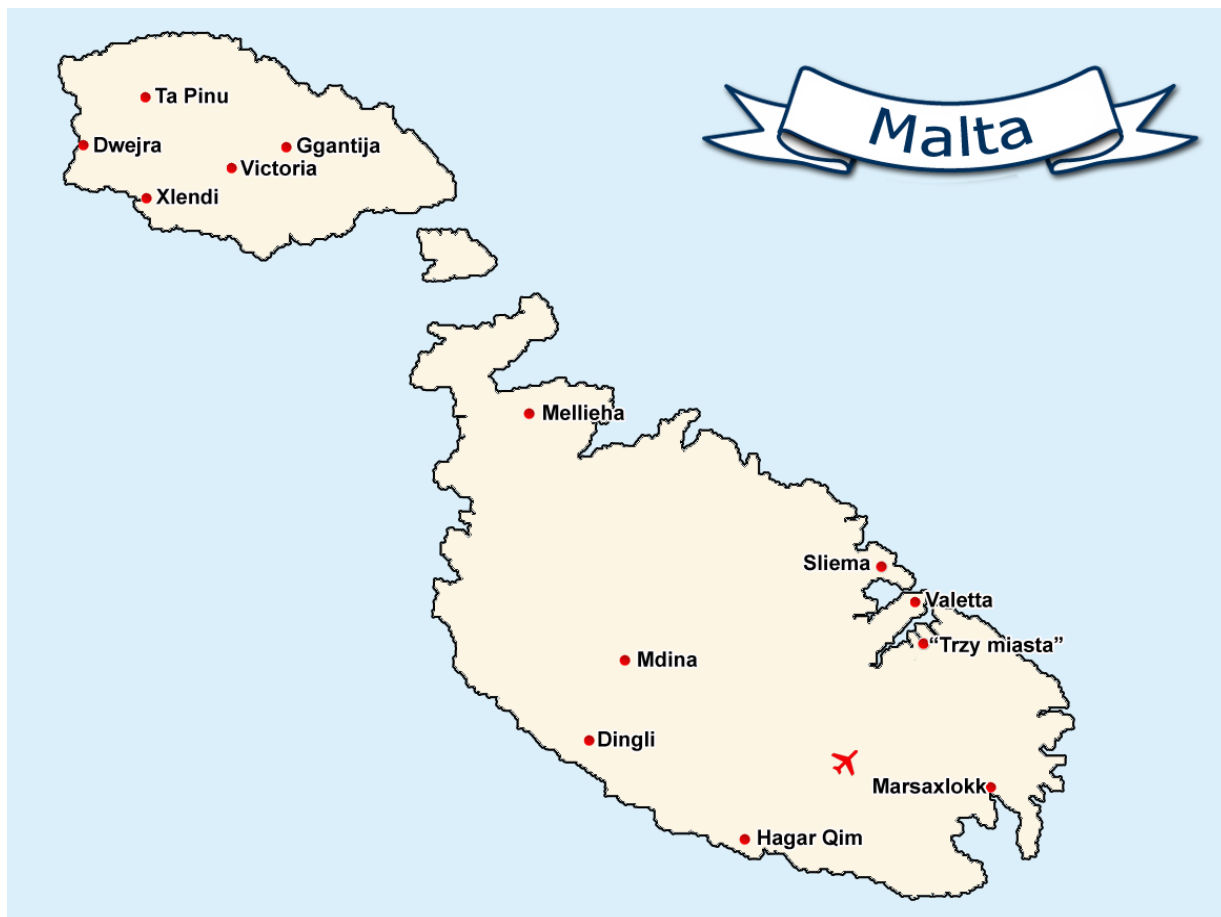 Malta
Ta Pinu
Dwejra
Ggantija
Victoria
Xlendi
Mellieha
Sliema
Valetta
“Trzy miasta”
Mdina
Dingli
Marsaxlokk
Hagar Qim